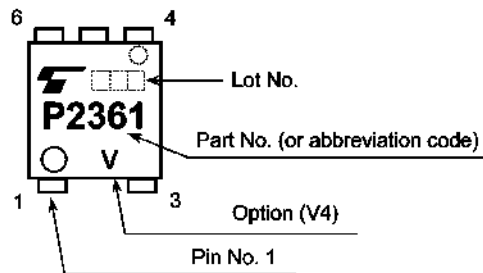 6 4
Lot No.
P2361
Part No. (or abbreviation code)
V
1 3
Option (V4)
Pin No. 1